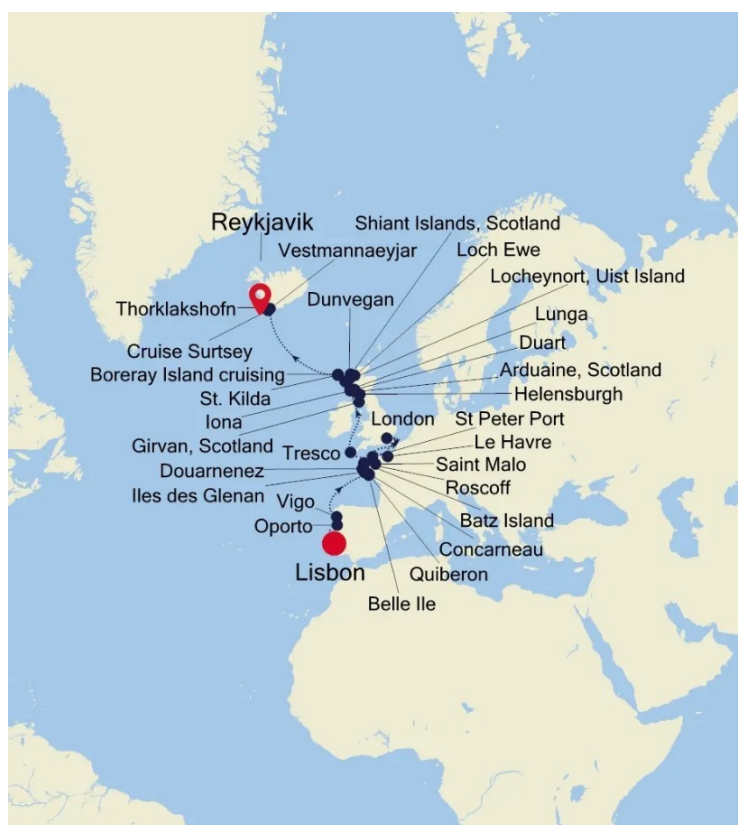 Reykjavik
Shiant Islands, Scotland
Vestmannaeyjar
Loch Ewe
Locheynort, Uist Island
Thorklakshofn
Dunvegan
Lunga
Duart
Cruise Surtsey
Boreray Island cruising
Arduaine, Scotland
St. Kilda
Helensburgh
Iona
London
St Peter Port
Girvan, Scotland
Tresco
Le Havre
Douarnenez
Saint Malo
Iles des Glenan
Roscoff
Vigo
Batz Island
Oporto
Concarneau
Lisbon
Quiberon
Belle Ile